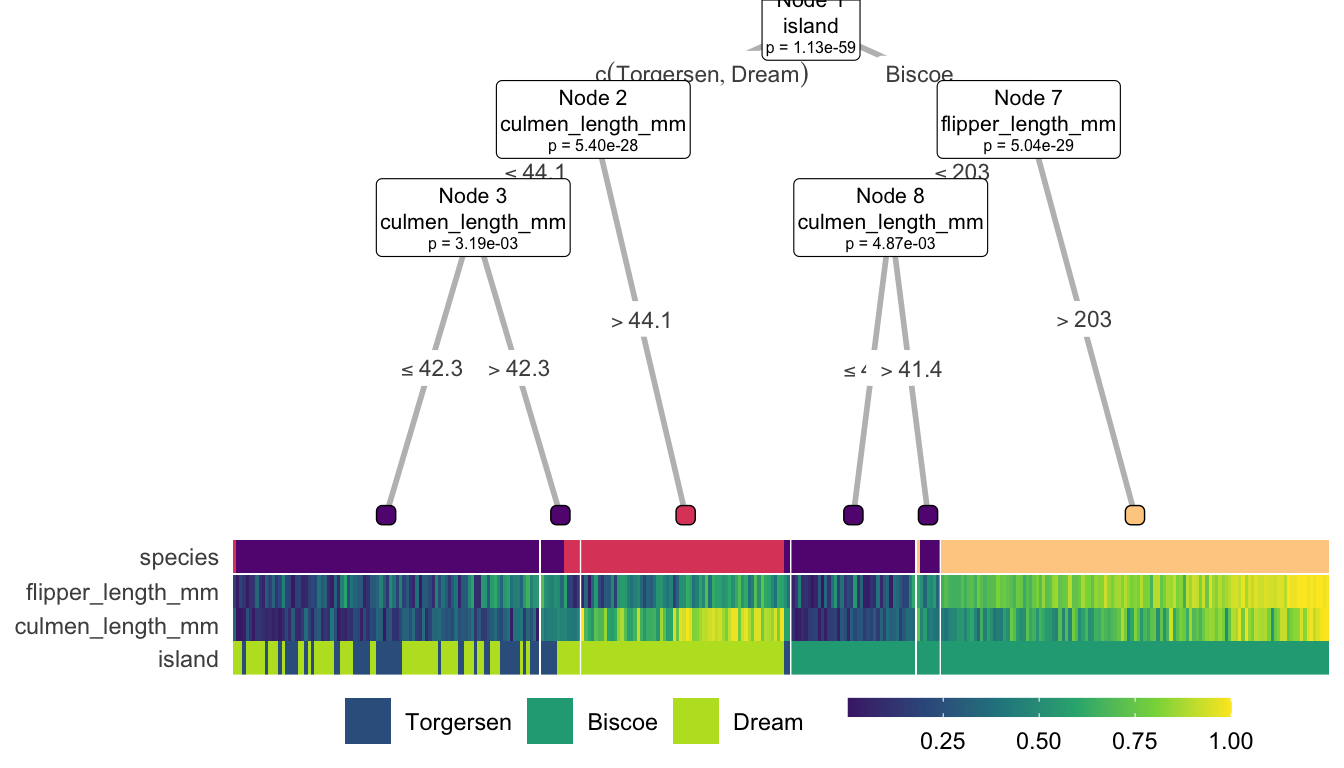 Node 1
island
p = 1.13e-59
c(Torgersen, Dream)
Biscoe
Node 2
culmen_length_mm
p = 5.40e-28
Node 7
flipper_length_mm
p = 5.04e-29
≤ 44.1
≤ 203
Node 3
culmen_length_mm
p = 3.19e-03
Node 8
culmen_length_mm
p = 4.87e-03
> 44.1
> 203
≤ 42.3
> 42.3
≤
> 41.4
species
flipper_length_mm
culmen_length_mm
island
Torgersen
Biscoe
Dream
0.25
0.50
0.75
1.00